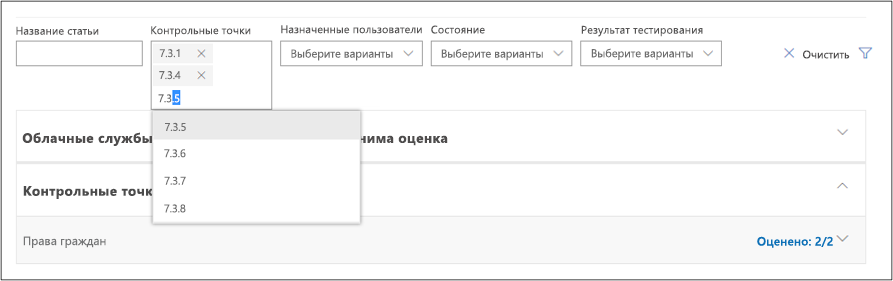 Название статьи
Контрольные точки
Назначенные пользователи
Состояние
Результат тестирования
7.3.1
7.3.4
7.3.5
Выберите варианты
Выберите варианты
Выберите варианты
Очистить
7.3.5
7.3.6
7.3.7
7.3.8
Облачные службы
нима оценка
Контрольные точк
Права граждан
Оценено: 2/2